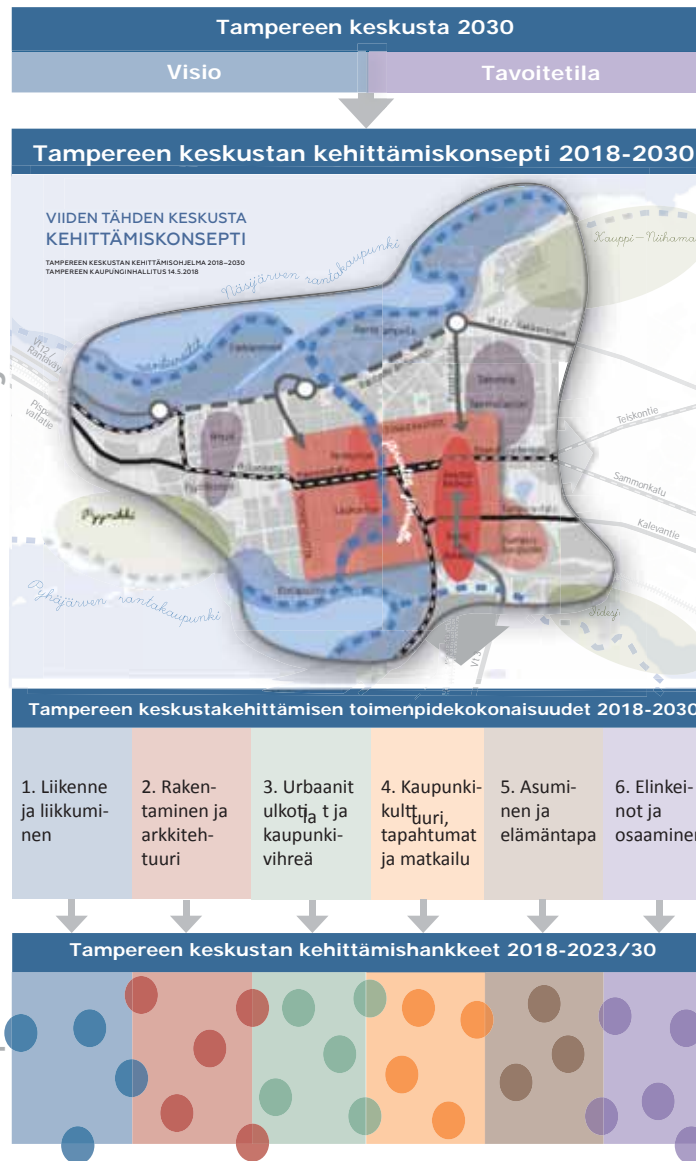 Tampereen keskusta 2030
Visio
Tavoitetila
Tampereen keskustan kehittämiskonsepti 2018-2030
VIIDEN TÄHDEN KESKUSTA
KEHITTÄMISKONSEPTI
TAMPEREEN KESKUSTAN KEHITTÄMISOHJELMA 2018–2030
TAMPEREEN KAUPUNGINHALLITUS 14.5.2018
Näsijärven rantakaupunki
Kauppi–Niihama
Vt 12 /
Teiskontie
Sammonkatu
Kalevantie
Pyynikki
Pyhäjärven rantakaupunki
Tampereen keskustakehittämisen toimenpidekokonaisuudet 2018-2030
1. Liikenne
ja liikkumi-
nen
2. Raken-
taminen ja
arkkiteh-
tuuri
3. Urbaanit
ulkotilat ja
kaupunki-
vihreä
4. Kaupunki-
kulttuuri,
tapahtumat
ja matkailu
5. Asumi-
nen ja
elämäntapa
6. Elinkei-
not ja
osaaminen
Tampereen keskustan kehittämishankkeet 2018-2023/30